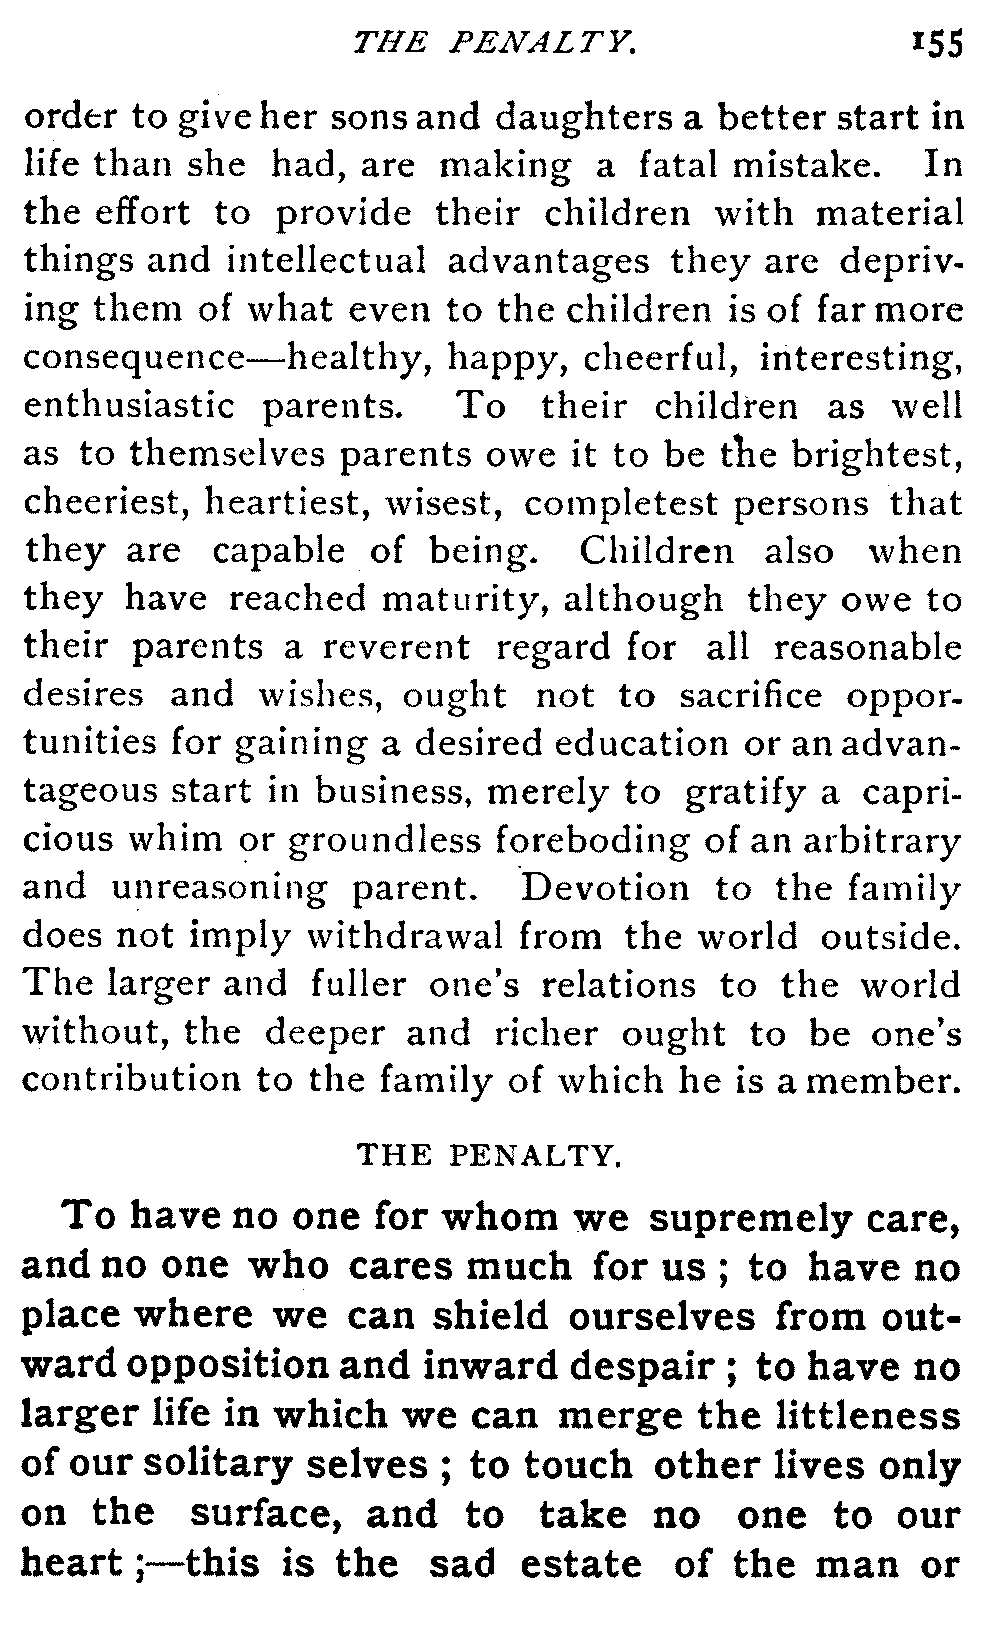 THE PENALTY. 155
order to give her sons and daughters a better start in
life than she had, are making a fatal mistake. In
the effort to provide their children with material
things and intellectual advantages they are depriv-
ing them of what even to the children is of far more
consequence—healthy, happy, cheerful, interesting,
enthusiastic parents. To their children as well
as to themselves parents owe it to be the brightest,
cheeriest, heartiest, wisest, completest persons that
they are capable of being. Children also when
they have reached maturity, although they owe to
their parents a reverent regard for all reasonable
desires and wishes, ought not to sacrifice oppor-
tunities for gaining a desired education or an advan-
tageous start in business, merely to gratify a capri-
cious whim or groundless foreboding of an arbitrary
and unreasoning parent. Devotion to the family
does not imply withdrawal from the world outside.
The larger and fuller one's relations to the world
without, the deeper and richer ought to be one's
contribution to the family of which he is a member.
THE PENALTY.
To have no one for whom we supremely care,
and no one who cares much for us ; to have no
place where we can shield ourselves from out-
ward opposition and inward despair ; to have no
larger life in which we can merge the littleness
of our solitary selves ; to touch other lives only
on the surface, and to take no one to our
heart ;—this is the sad estate of the man or